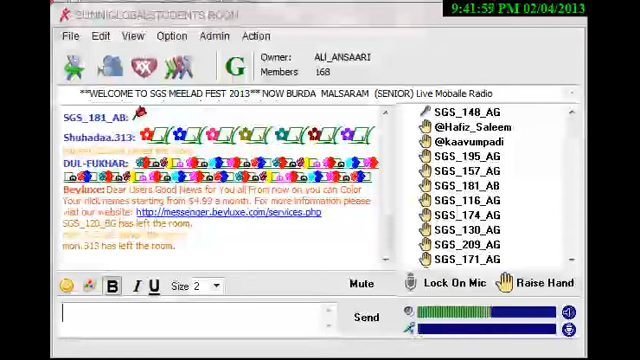 SUNNIGLOBALSTUDENTS ROOM
9:41:59 PM 02/04/2013
File Edit View Option Admin Action
G
Owner: ALI_ANSAARI
Members 168
**WELCOME TO SGS MEELAD FEST 2013** NOW BURDA MALSARAM (SENIOR) Live Mobaile Radio
SGS_181_AB:
Shuhadaa.313:
DUL-FUKHAR:
Beyluxe: Dear Users Good News for You all From now on you can Color
Your nick names starting from $4.99 a month. For more information please
visit our website: http://messenger.beyluxe.com/services.php
SGS_120_BG has left the room.
mon.313 has left the room.
SGS_148_AG
@Hafiz_Saleem
@kaavumpadi
SGS_195_AG
SGS_157_AG
SGS_181_AB
SGS_116_AG
SGS_174_AG
SGS_130_AG
SGS_209_AG
SGS_171_AG
B I U Size 2 Mute
Lock On Mic Raise Hand
Send